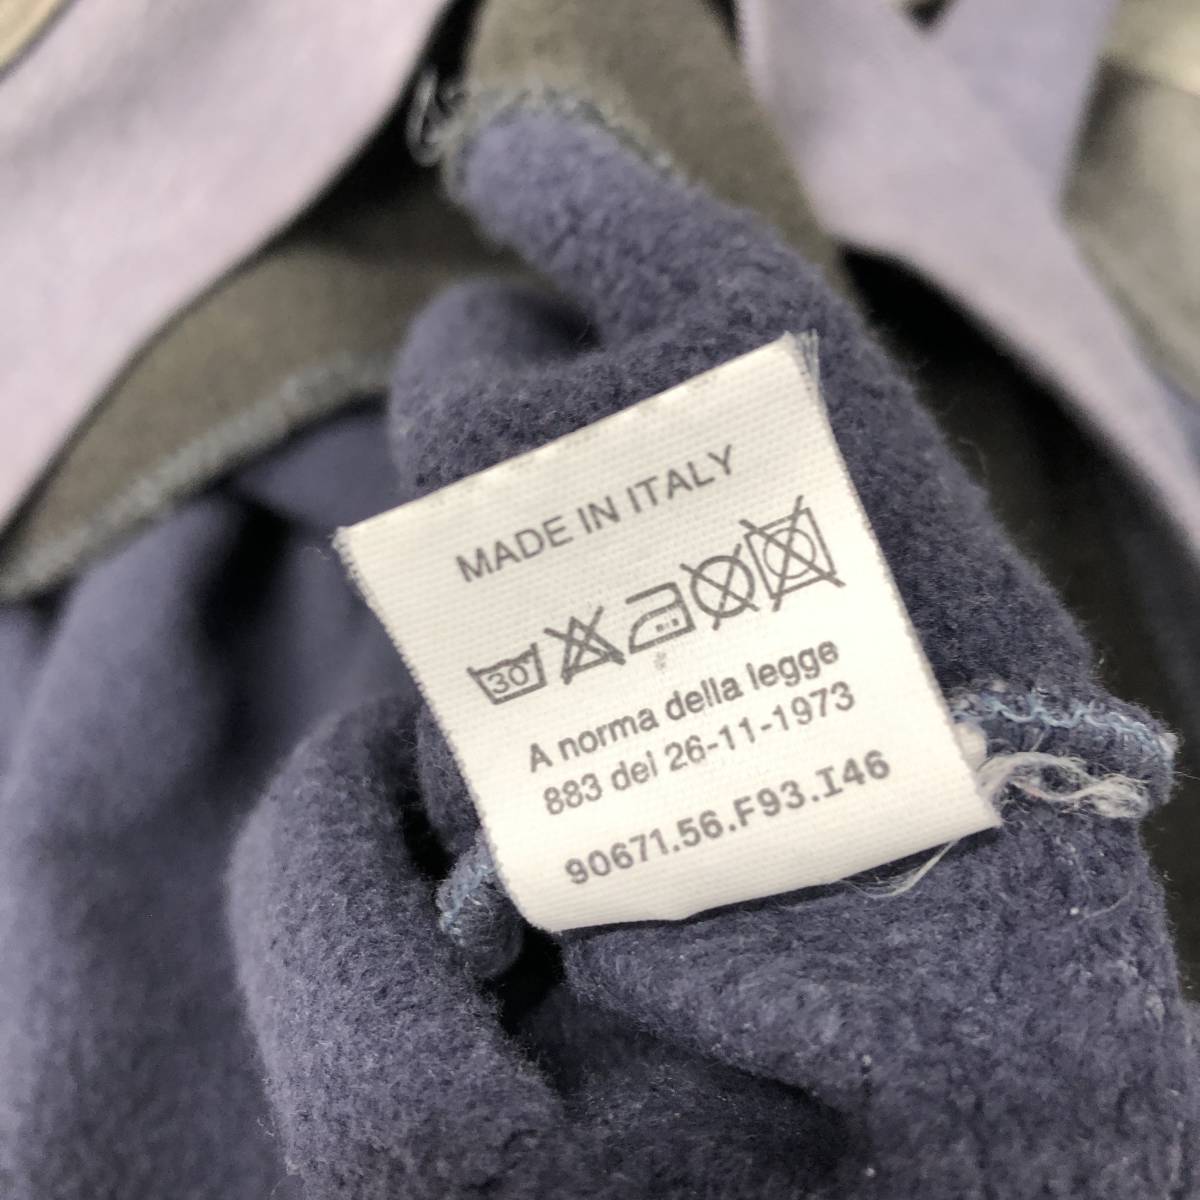 MADE IN ITALY
30°
A norma della legge
883 del 26-11-1973
90671.56.F93.I46